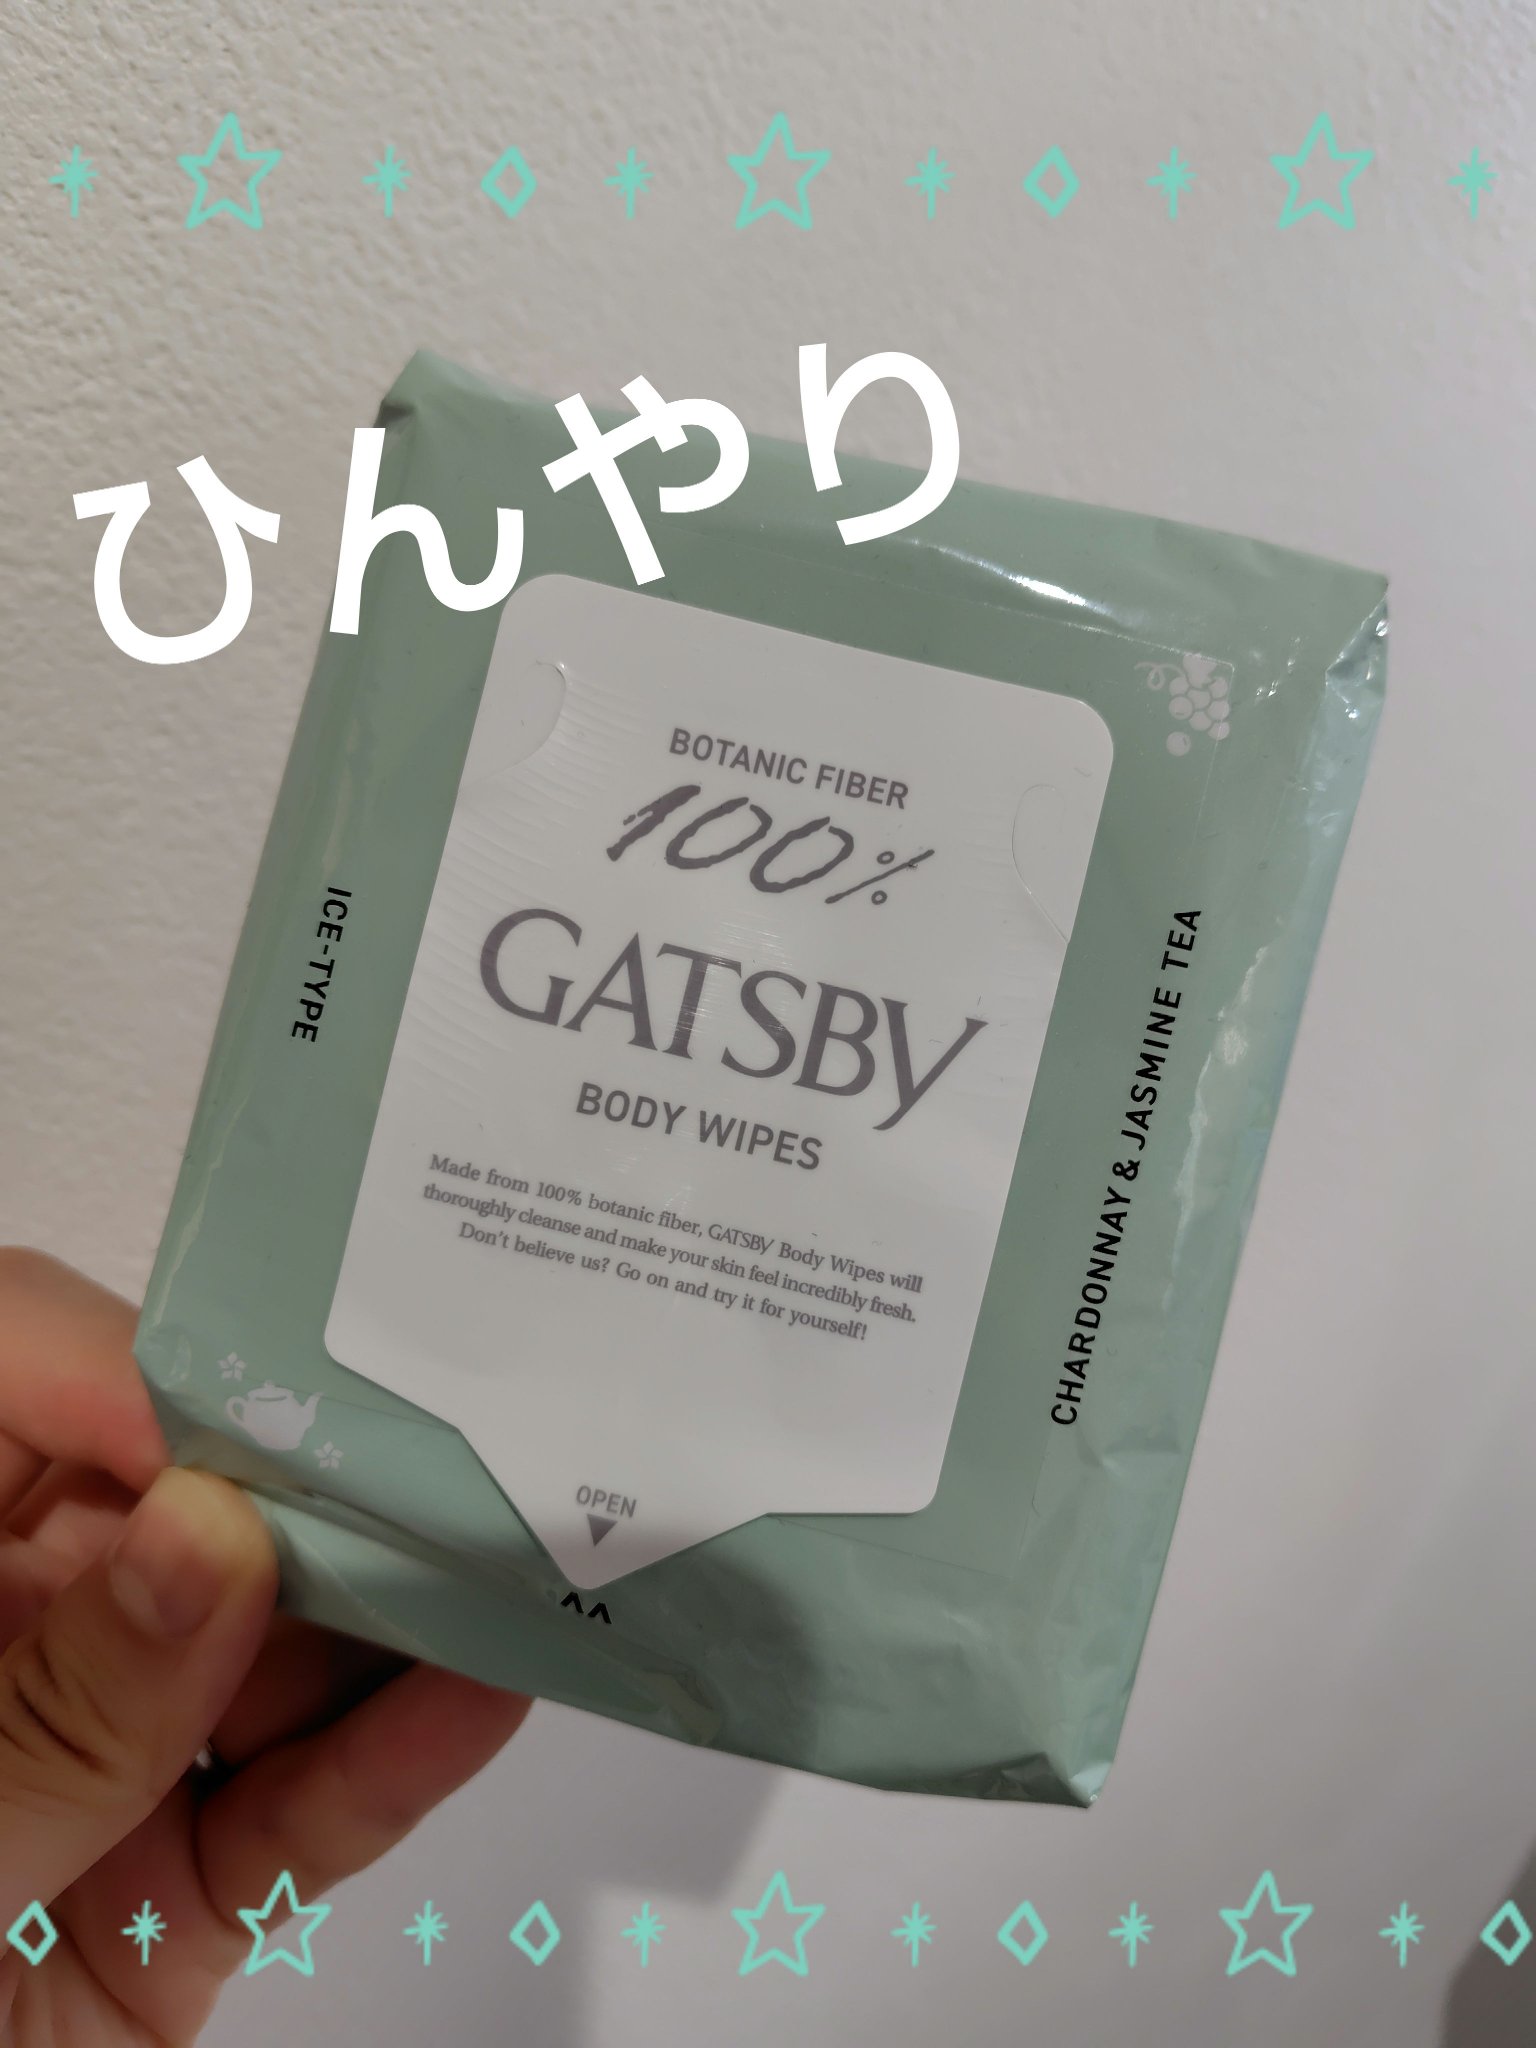 ひんやり
BOTANIC FIBER
100%
GATSBY
BODY WIPES
Made from 100% botanic fiber, GATSBY Body Wipes will
thoroughly cleanse and make your skin feel incredibly fresh.
Don't believe us? Go on and try it for yourself!
OPEN
ICE-TYPE
CHARDONNAY & JASMINE TEA